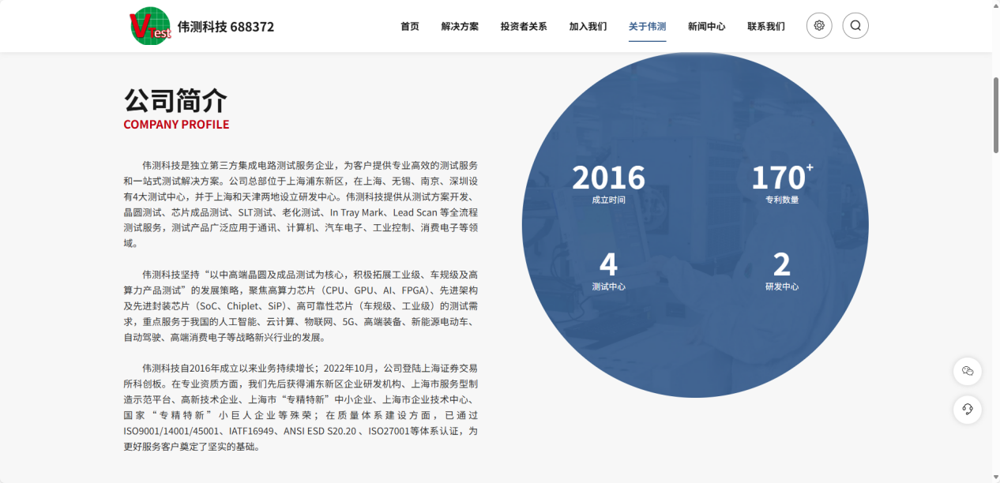 VTest
伟测科技 688372
首页 解决方案 投资者关系 加入我们 关于伟测 新闻中心 联系我们
公司简介
COMPANY PROFILE
伟测科技是独立第三方集成电路测试服务企业，为客户提供专业高效的测试服务
和一站式测试解决方案。公司总部位于上海浦东新区，在上海、无锡、南京、深圳设
有4大测试中心，并于上海和天津两地设立研发中心。伟测科技提供从测试方案开发、
晶圆测试、芯片成品测试、SLT测试、老化测试、In Tray Mark、Lead Scan 等全流程
测试服务，测试产品广泛应用于通讯、计算机、汽车电子、工业控制、消费电子等领
域。
伟测科技坚持“以中高端晶圆及成品测试为核心，积极拓展工业级、车规级及高
算力产品测试”的发展策略，聚焦高算力芯片（CPU、GPU、AI、FPGA）、先进架构
及先进封装芯片（SoC、Chiplet、SiP）、高可靠性芯片（车规级、工业级）的测试需
求，重点服务于我国的人工智能、云计算、物联网、5G、高端装备、新能源电动车、
自动驾驶、高端消费电子等战略新兴行业的发展。
伟测科技自2016年成立以来业务持续增长；2022年10月，公司登陆上海证券交易
所科创板。在专业资质方面，我们先后获得浦东新区企业研发机构、上海市服务型制
造示范平台、高新技术企业、上海市“专精特新”中小企业、上海市企业技术中心、
国家“专精特新”小巨人企业等殊荣；在质量体系建设方面，已通过
ISO9001/14001/45001、IATF16949、ANSI ESD S20.20 、ISO27001等体系认证，为
更好服务客户奠定了坚实的基础。
2016
成立时间
170+
专利数量
4
测试中心
2
研发中心